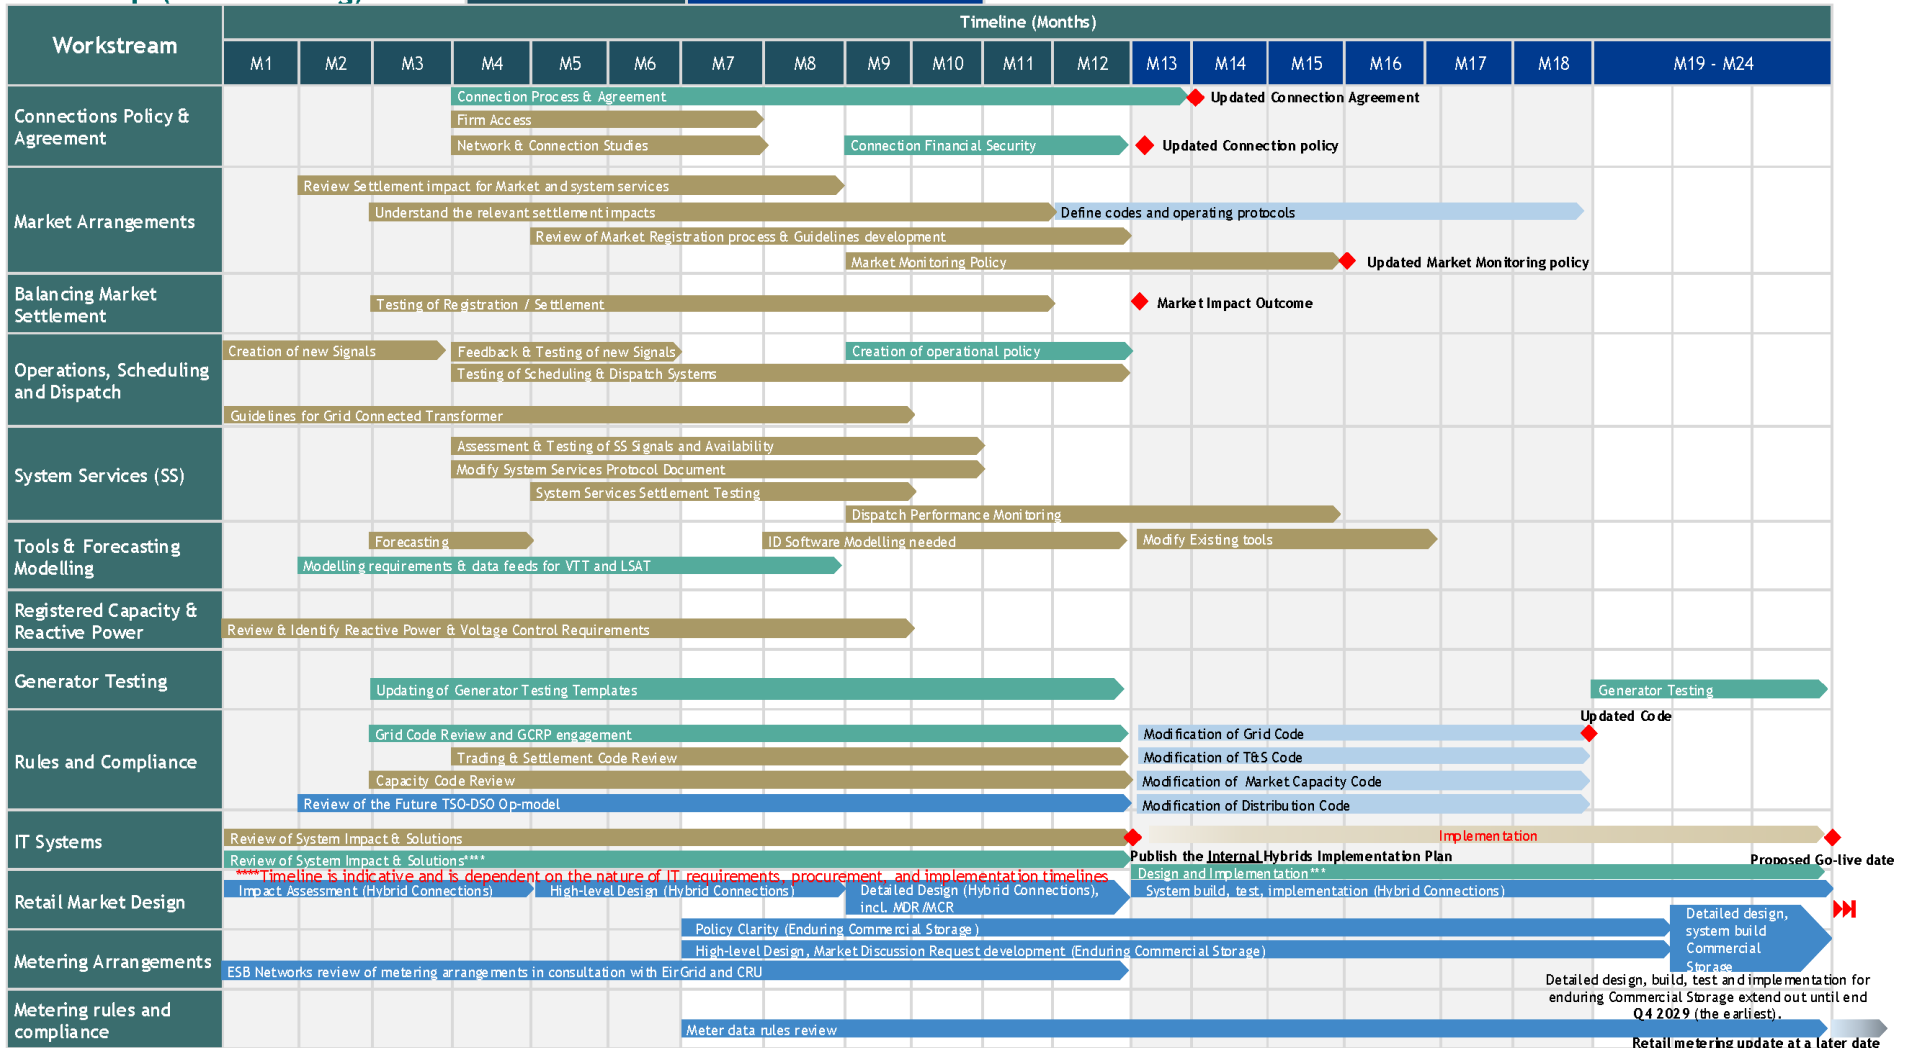 Workstream
Timeline (Months)
M1 M2 M3 M4 M5 M6 M7 M8 M9 M10 M11 M12 M13 M14 M15 M16 M17 M18 M19 - M24
Connections Policy &
Agreement
Connection Process & Agreement
Updated Connection Agreement
Firm Access
Network & Connection Studies
Connection Financial Security
Updated Connection policy
Market Arrangements
Review Settlement impact for Market and system services
Understand the relevant settlement impacts
Define codes and operating protocols
Review of Market Registration process & Guidelines development
Market Monitoring Policy
Updated Market Monitoring policy
Balancing Market
Settlement
Testing of Registration / Settlement
Market Impact Outcome
Operations, Scheduling
and Dispatch
Creation of new Signals
Feedback & Testing of new Signals
Creation of operational policy
Testing of Scheduling & Dispatch Systems
Guidelines for Grid Connected Transformer
System Services (SS)
Assessment & Testing of SS Signals and Availability
Modify System Services Protocol Document
System Services Settlement Testing
Dispatch Performance Monitoring
Tools & Forecasting
Modelling
Forecasting
ID Software Modelling needed
Modify Existing tools
Modelling requirements & data feeds for VTT and LSAT
Registered Capacity &
Reactive Power
Review & Identify Reactive Power & Voltage Control Requirements
Generator Testing
Updating of Generator Testing Templates
Generator Testing
Rules and Compliance
Updated Code
Grid Code Review and GCRP engagement
Modification of Grid Code
Trading & Settlement Code Review
Modification of T&S Code
Capacity Code Review
Modification of Market Capacity Code
Review of the Future TSO-DSO Op-model
Modification of Distribution Code
IT Systems
Review of System Impact & Solutions
Implementation
Review of System Impact & Solutions****
Publish the Internal Hybrids Implementation Plan
Proposed Go-live date
****Timeline is indicative and is dependent on the nature of IT requirements, procurement, and implementation timelines
Design and Implementation***
Retail Market Design
Impact Assessment (Hybrid Connections)
High-level Design (Hybrid Connections)
Detailed Design (Hybrid Connections),
incl. MDR/MCR
System build, test, implementation (Hybrid Connections)
Policy Clarity (Enduring Commercial Storage)
Detailed design,
system build
Commercial
Storage
Metering Arrangements
High-level Design, Market Discussion Request development (Enduring Commercial Storage)
ESB Networks review of metering arrangements in consultation with EirGrid and CRU
Detailed design, build, test and implementation for
enduring Commercial Storage extend out until end
Q4 2029 (the earliest).
Metering rules and
compliance
Meter data rules review
Retail metering update at a later date